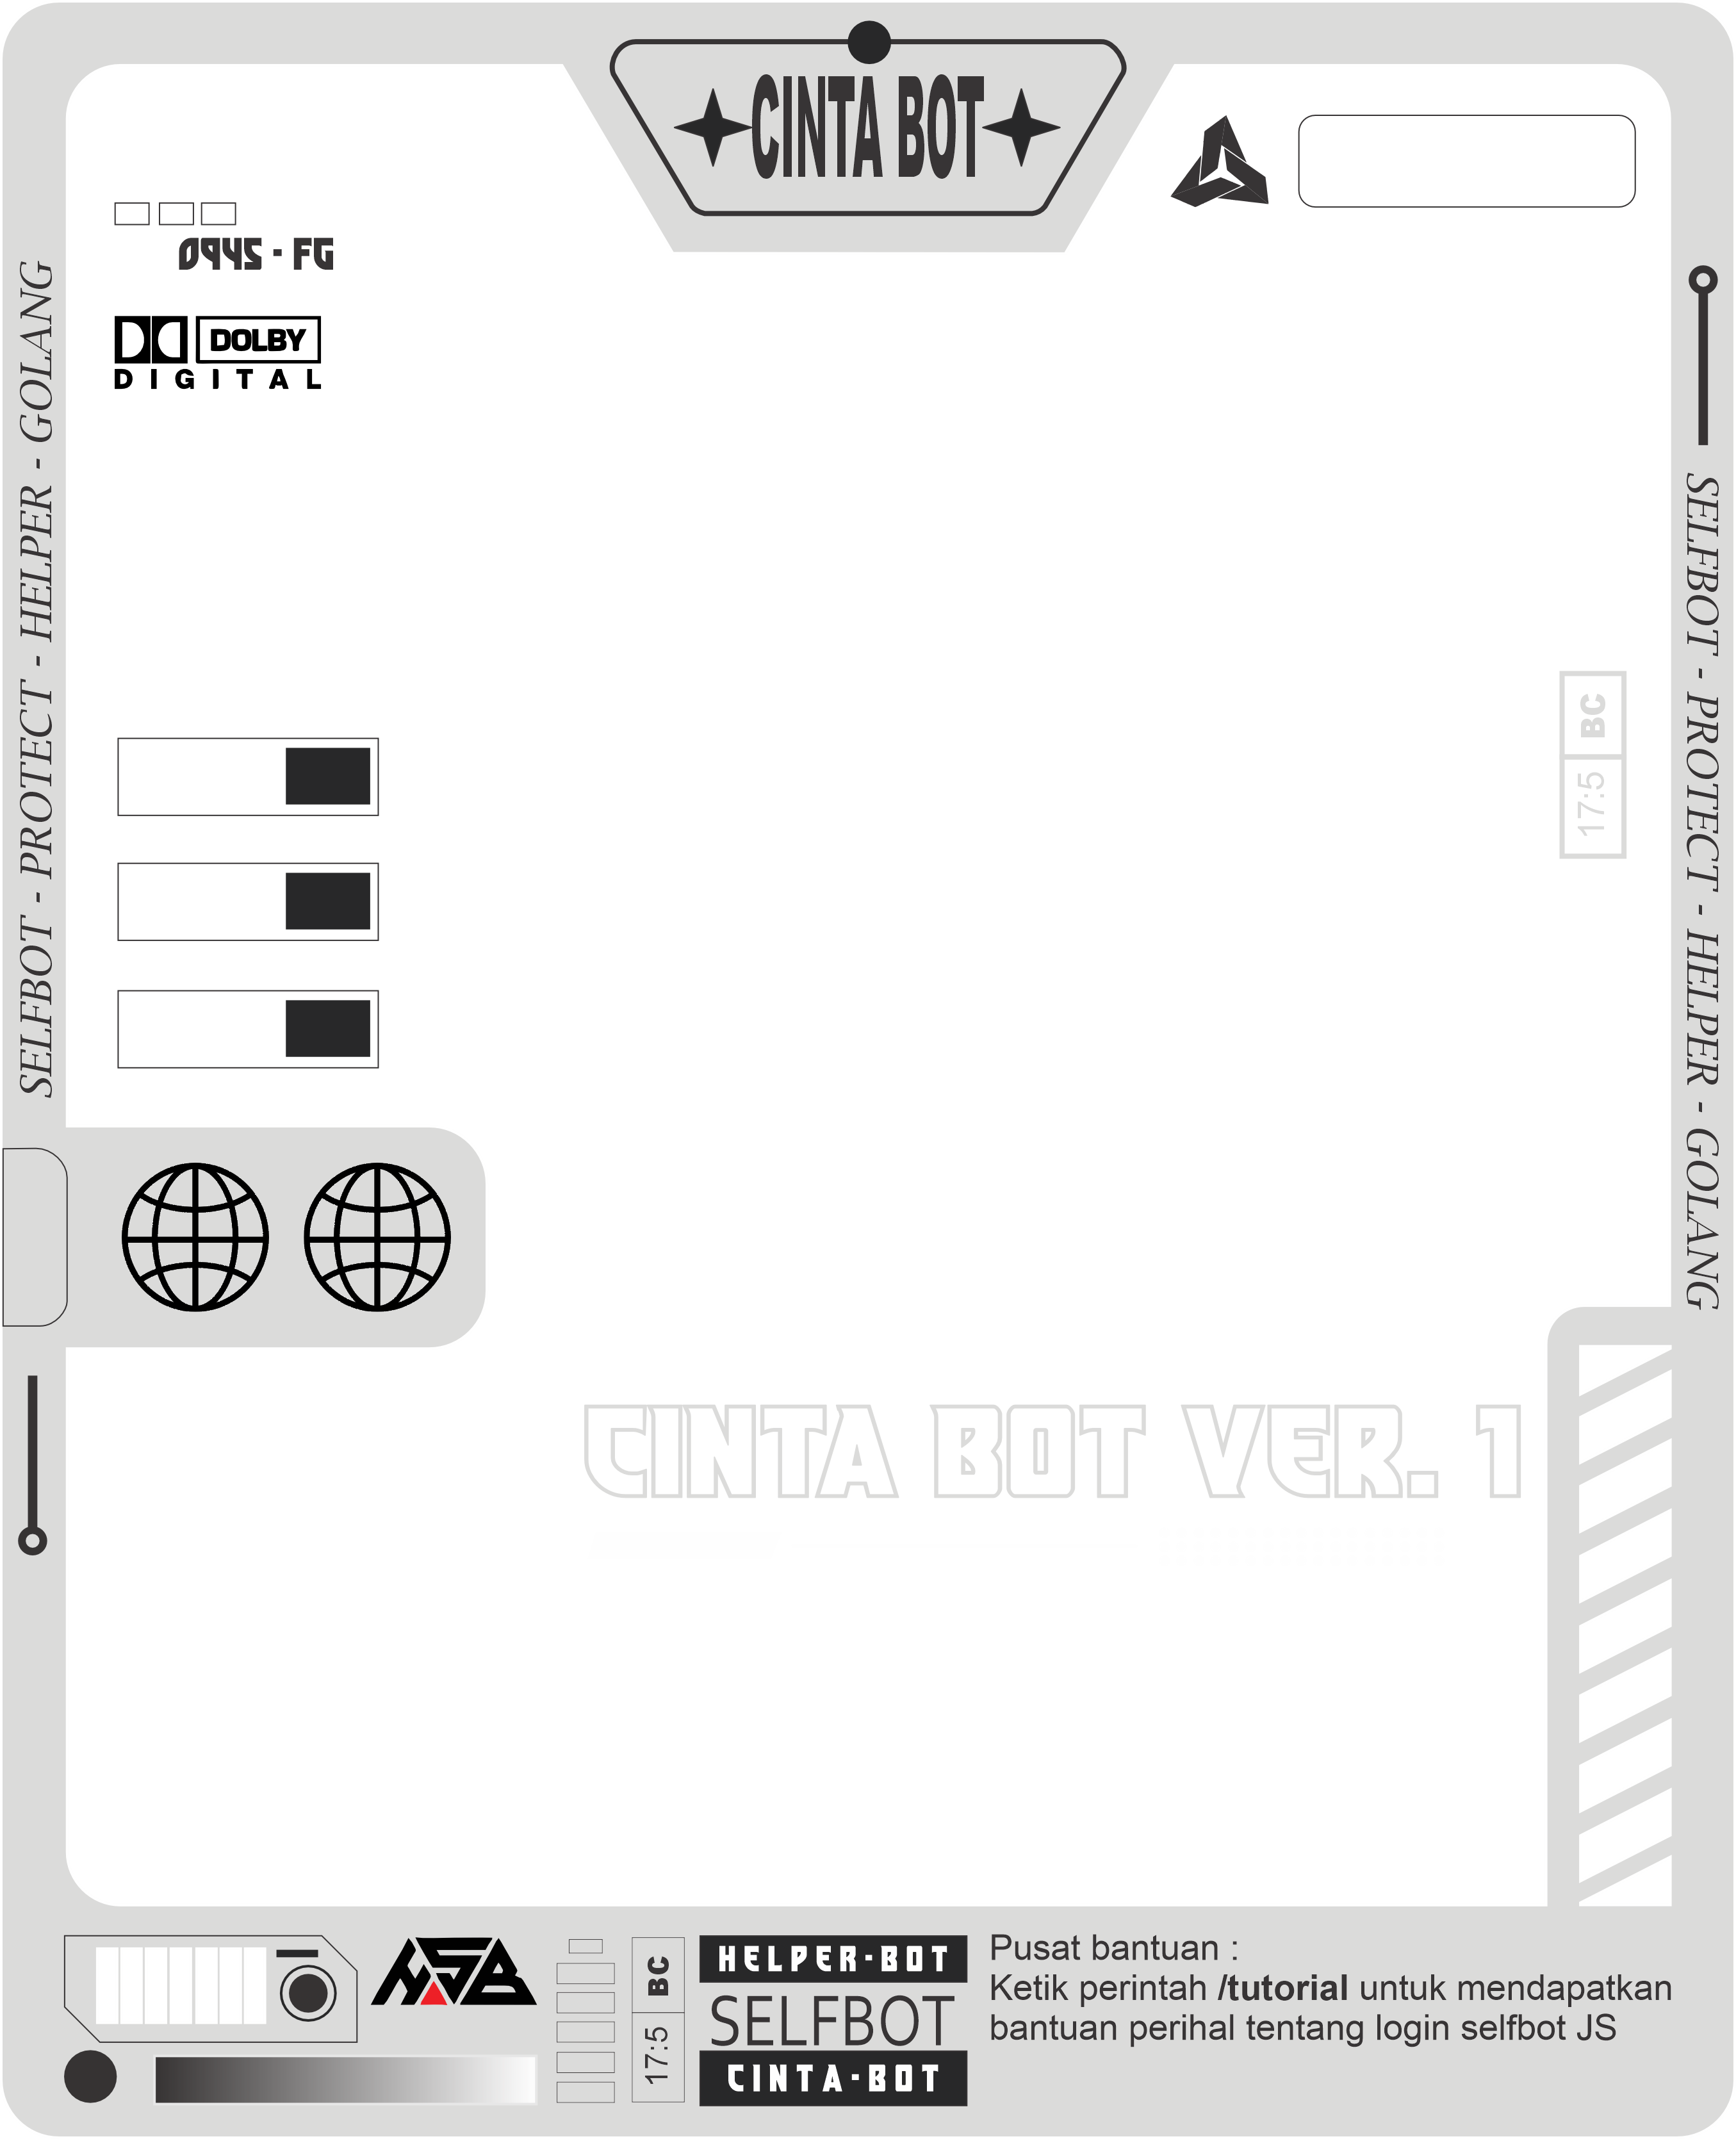 CINTA BOT
0945 - FG
DOLBY
DIGITAL
SELFBOT - PROTECT - HELPER - GOLANG
SELFBOT - PROTECT - HELPER - GOLANG
17:5 BC
CINTA BOT VER. 1
HSB
17:5 BC
HELPER-BOT
SELFBOT
CINTA-BOT
Pusat bantuan :
Ketik perintah /tutorial untuk mendapatkan
bantuan perihal tentang login selfbot JS